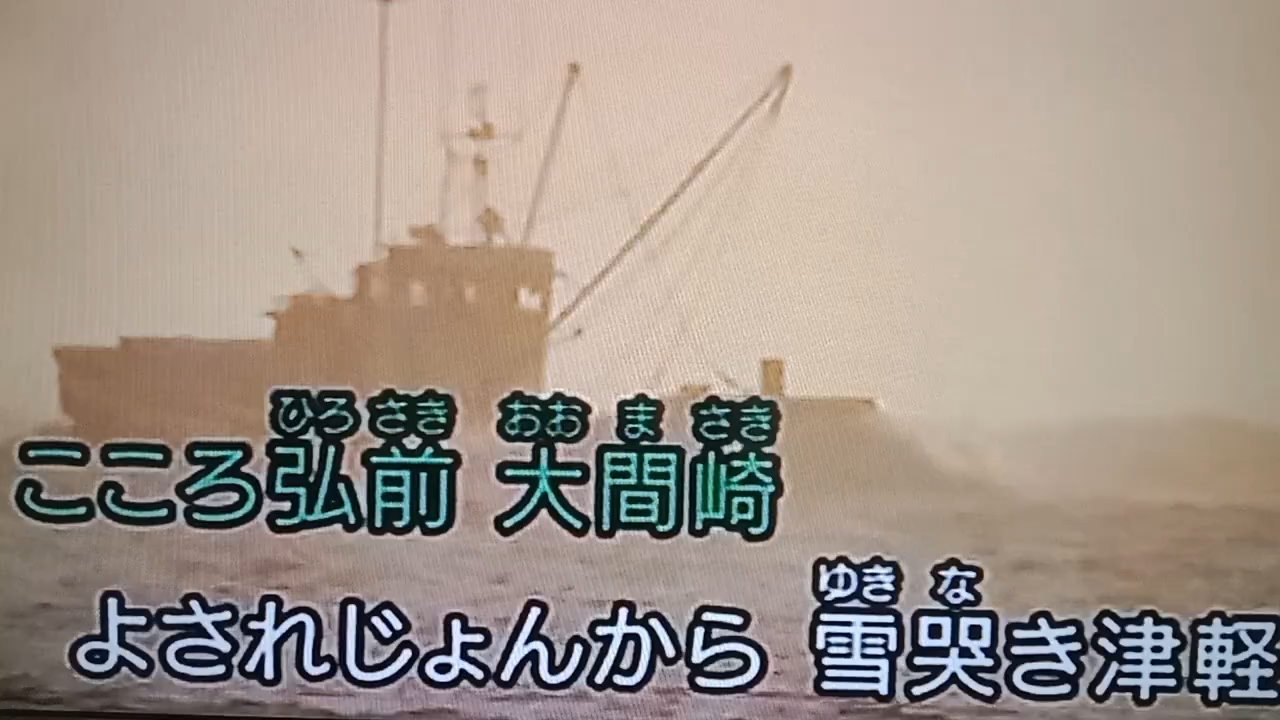 ひろ さき おお ま さき
こころ弘前 大間崎
ゆき な
よされじょんから 雪哭き津軽